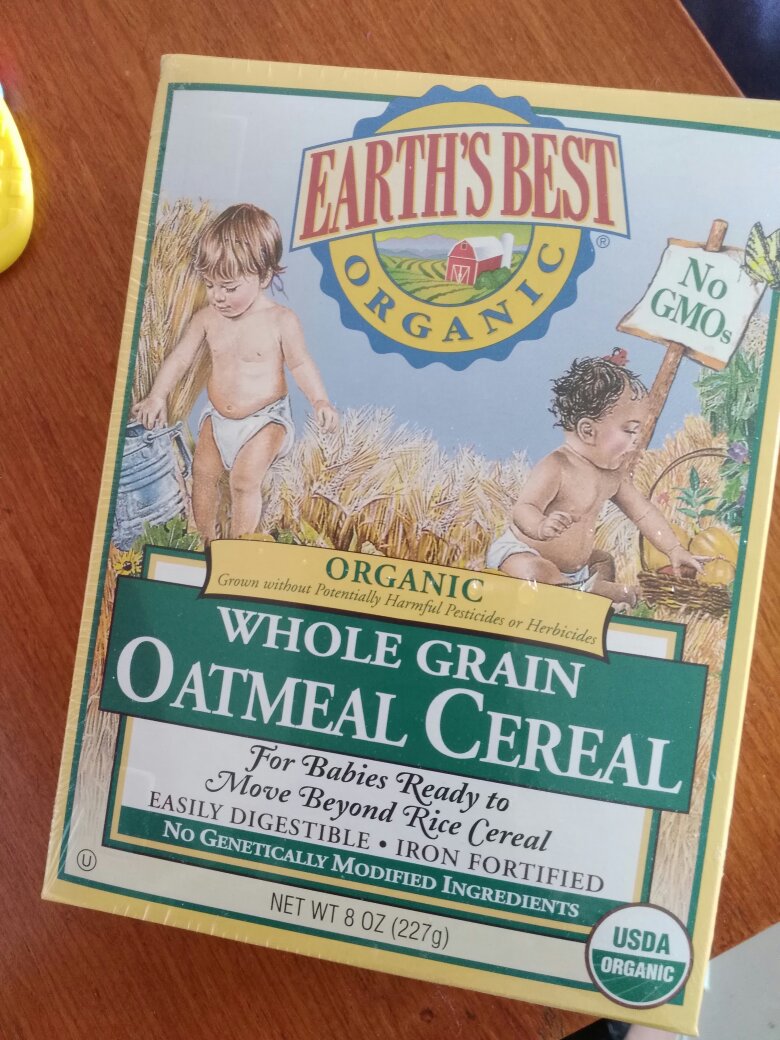 EARTH'S BEST
®
ORGANIC
No
GMOs
ORGANIC
Grown without Potentially Harmful Pesticides or Herbicides
WHOLE GRAIN
OATMEAL CEREAL
For Babies Ready to
Move Beyond Rice Cereal
EASILY DIGESTIBLE • IRON FORTIFIED
NO GENETICALLY MODIFIED INGREDIENTS
U
NET WT 8 OZ (227g)
USDA
ORGANIC